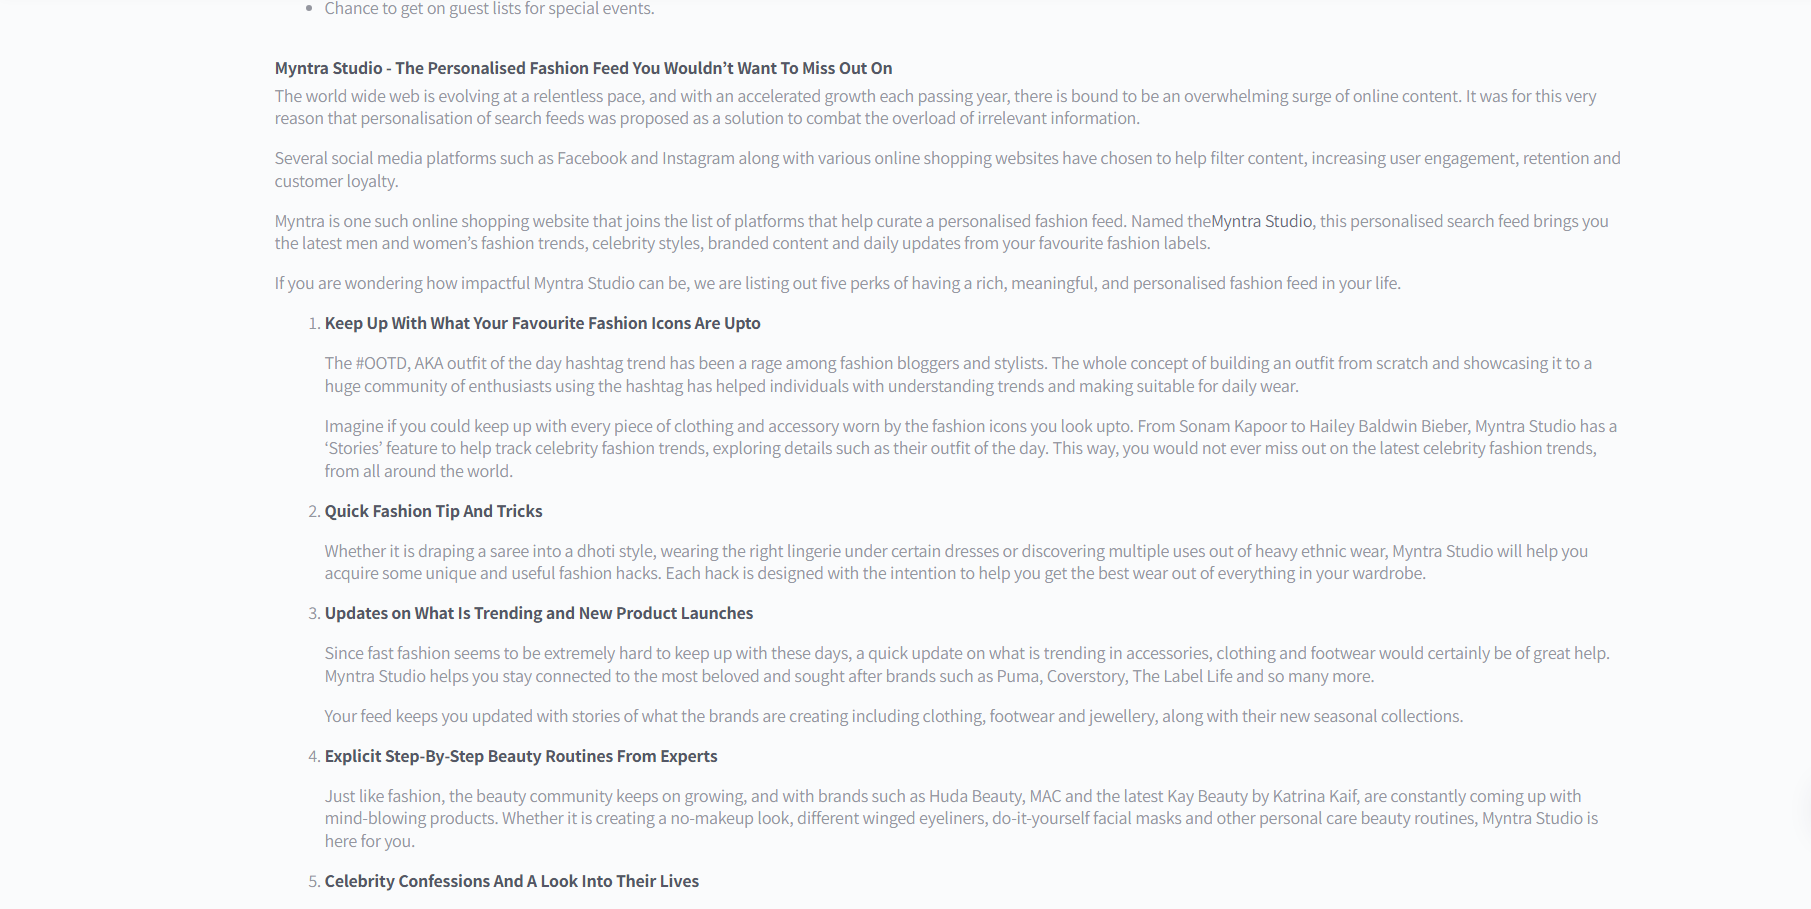 • Chance to get on guest lists for special events.
Myntra Studio - The Personalised Fashion Feed You Wouldn’t Want To Miss Out On
The world wide web is evolving at a relentless pace, and with an accelerated growth each passing year, there is bound to be an overwhelming surge of online content. It was for this very
reason that personalisation of search feeds was proposed as a solution to combat the overload of irrelevant information.
Several social media platforms such as Facebook and Instagram along with various online shopping websites have chosen to help filter content, increasing user engagement, retention and
customer loyalty.
Myntra is one such online shopping website that joins the list of platforms that help curate a personalised fashion feed. Named theMyntra Studio, this personalised search feed brings you
the latest men and women’s fashion trends, celebrity styles, branded content and daily updates from your favourite fashion labels.
If you are wondering how impactful Myntra Studio can be, we are listing out five perks of having a rich, meaningful, and personalised fashion feed in your life.
1. Keep Up With What Your Favourite Fashion Icons Are Upto
The #OOTD, AKA outfit of the day hashtag trend has been a rage among fashion bloggers and stylists. The whole concept of building an outfit from scratch and showcasing it to a
huge community of enthusiasts using the hashtag has helped individuals with understanding trends and making suitable for daily wear.
Imagine if you could keep up with every piece of clothing and accessory worn by the fashion icons you look upto. From Sonam Kapoor to Hailey Baldwin Bieber, Myntra Studio has a
‘Stories’ feature to help track celebrity fashion trends, exploring details such as their outfit of the day. This way, you would not ever miss out on the latest celebrity fashion trends,
from all around the world.
2. Quick Fashion Tip And Tricks
Whether it is draping a saree into a dhoti style, wearing the right lingerie under certain dresses or discovering multiple uses out of heavy ethnic wear, Myntra Studio will help you
acquire some unique and useful fashion hacks. Each hack is designed with the intention to help you get the best wear out of everything in your wardrobe.
3. Updates on What Is Trending and New Product Launches
Since fast fashion seems to be extremely hard to keep up with these days, a quick update on what is trending in accessories, clothing and footwear would certainly be of great help.
Myntra Studio helps you stay connected to the most beloved and sought after brands such as Puma, Coverstory, The Label Life and so many more.
Your feed keeps you updated with stories of what the brands are creating including clothing, footwear and jewellery, along with their new seasonal collections.
4. Explicit Step-By-Step Beauty Routines From Experts
Just like fashion, the beauty community keeps on growing, and with brands such as Huda Beauty, MAC and the latest Kay Beauty by Katrina Kaif, are constantly coming up with
mind-blowing products. Whether it is creating a no-makeup look, different winged eyeliners, do-it-yourself facial masks and other personal care beauty routines, Myntra Studio is
here for you.
5. Celebrity Confessions And A Look Into Their Lives